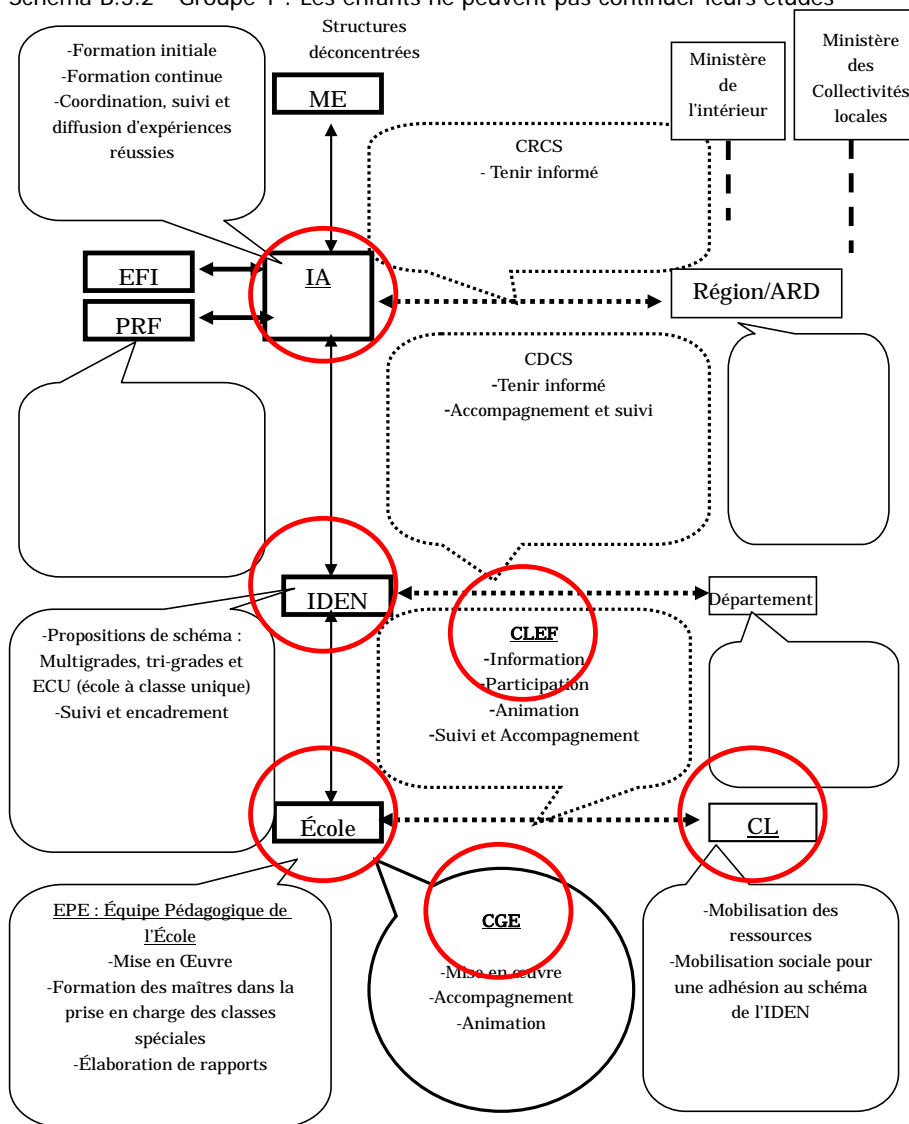 Schéma B.3.2 Groupe 1 : Les enfants ne peuvent pas continuer leurs études
Structures
déconcentrées
-Formation initiale
-Formation continue
-Coordination, suivi et
diffusion d'expériences
réussies
ME
Ministère
de
l'intérieur
Ministère
des
Collectivités
locales
CRCS
- Tenir informé
EFI
IA
PRF
Région/ARD
CDCS
-Tenir informé
-Accompagnement et suivi
IDEN
Département
-Propositions de schéma :
Multigrades, tri-grades et
ECU (école à classe unique)
-Suivi et encadrement
CLEF
-Information
-Participation
-Animation
-Suivi et Accompagnement
École
CL
EPE : Équipe Pédagogique de
l'École
-Mise en Œuvre
-Formation des maîtres dans la
prise en charge des classes
spéciales
-Élaboration de rapports
CGE
-Mise en œuvre
-Accompagnement
-Animation
-Mobilisation des
ressources
-Mobilisation sociale pour
une adhésion au schéma
de l'IDEN